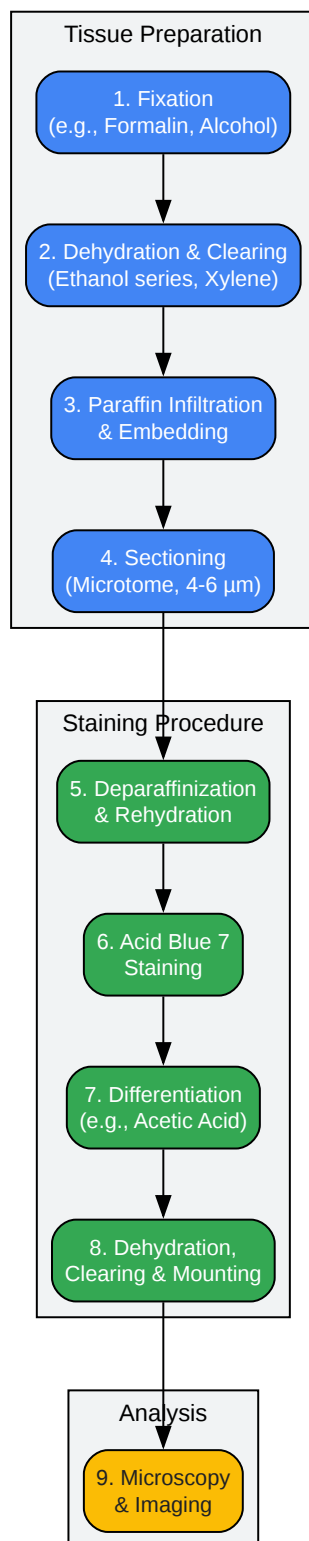 Tissue Preparation
1. Fixation
(e.g., Formalin, Alcohol)
2. Dehydration & Clearing
(Ethanol series, Xylene)
3. Paraffin Infiltration
& Embedding
4. Sectioning
(Microtome, 4-6 µm)
Staining Procedure
5. Deparaffinization
& Rehydration
6. Acid Blue 7
Staining
7. Differentiation
(e.g., Acetic Acid)
8. Dehydration,
Clearing & Mounting
Analysis
9. Microscopy
& Imaging